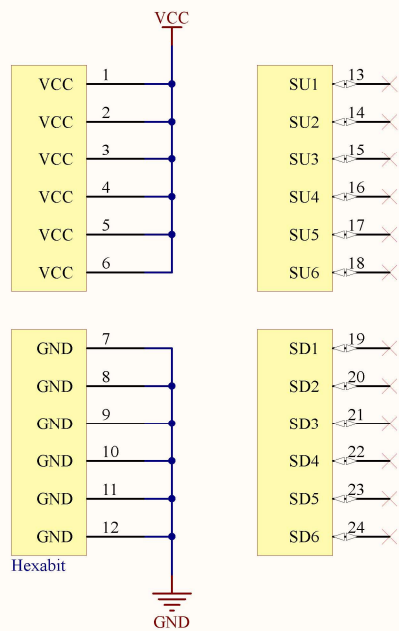 VCC
VCC 1 SU1 13
VCC 2 SU2 14
VCC 3 SU3 15
VCC 4 SU4 16
VCC 5 SU5 17
VCC 6 SU6 18
GND 7 SD1 19
GND 8 SD2 20
GND 9 SD3 21
GND 10 SD4 22
GND 11 SD5 23
GND 12 SD6 24
Hexabit
GND